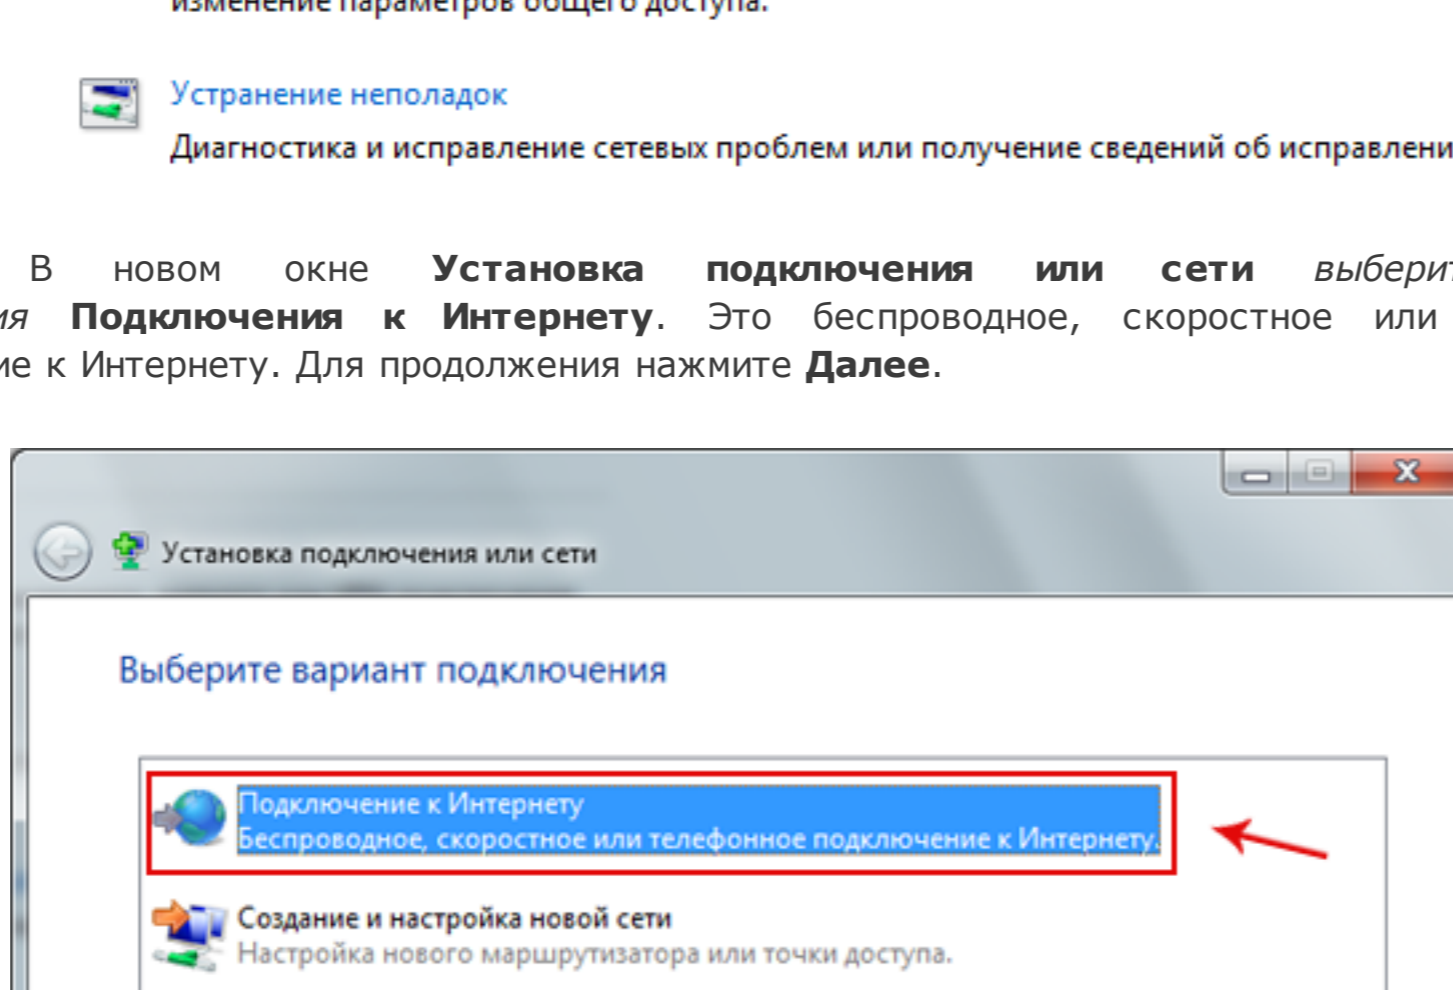 изменение параметров общего доступа.
Устранение неполадок
Диагностика и исправление сетевых проблем или получение сведений об исправлени
В новом окне Установка подключения или сети выберит
ия Подключения к Интернету. Это беспроводное, скоростное или
ие к Интернету. Для продолжения нажмите Далее.
Установка подключения или сети
Выберите вариант подключения
Подключение к Интернету
Беспроводное, скоростное или телефонное подключение к Интернету.
Создание и настройка новой сети
Настройка нового маршрутизатора или точки доступа.